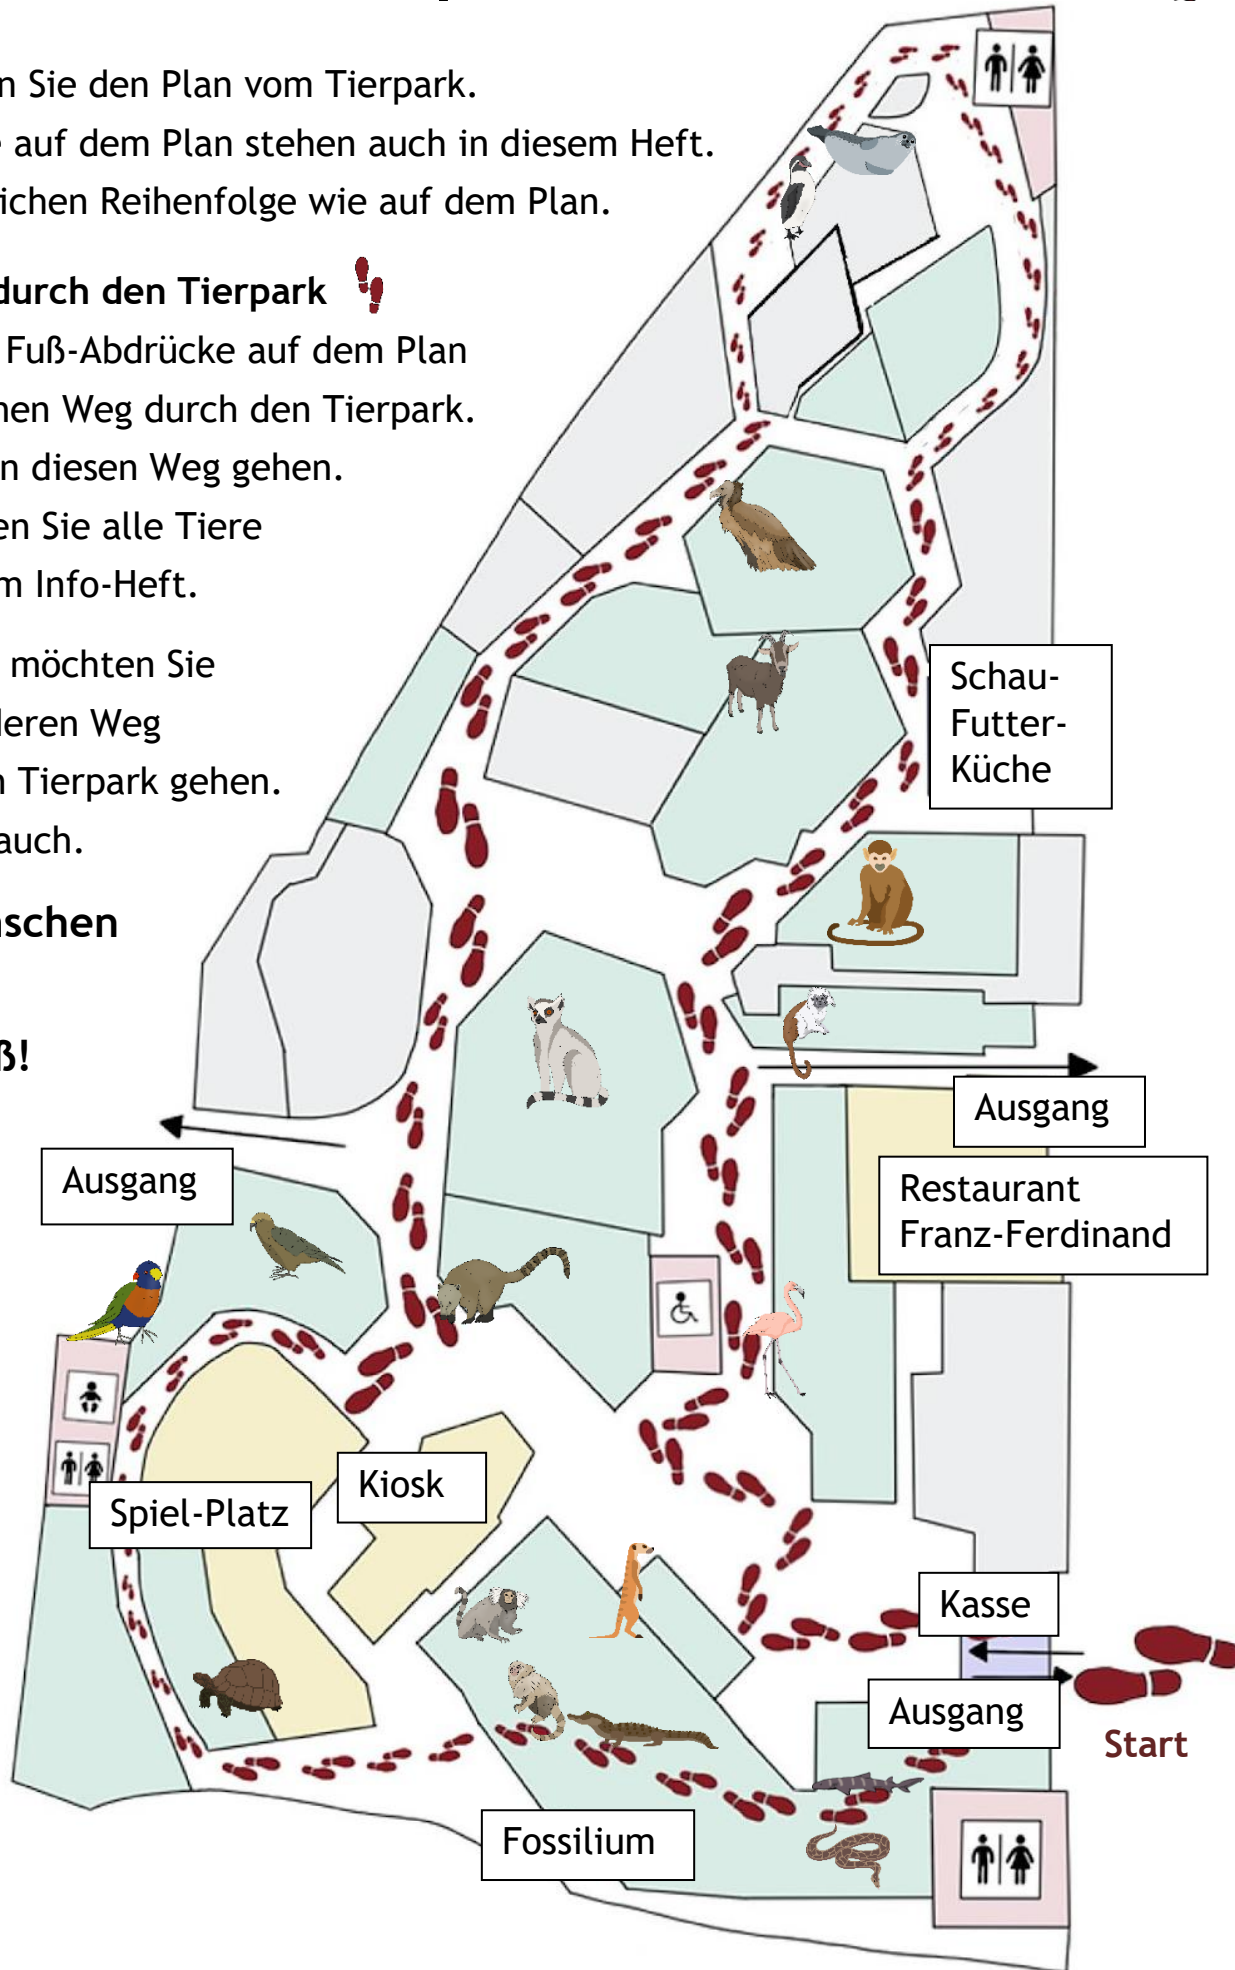 n Sie den Plan vom Tierpark.
auf dem Plan stehen auch in diesem Heft.
ichen Reihenfolge wie auf dem Plan.
durch den Tierpark
Fuß-Abdrücke auf dem Plan
nen Weg durch den Tierpark.
n diesen Weg gehen.
en Sie alle Tiere
m Info-Heft.
möchten Sie
deren Weg
n Tierpark gehen.
auch.
nschen
ß!
Schau-
Futter-
Küche
Ausgang
Ausgang
Restaurant
Franz-Ferdinand
Kiosk
Spiel-Platz
Kasse
Ausgang
Start
Fossilium